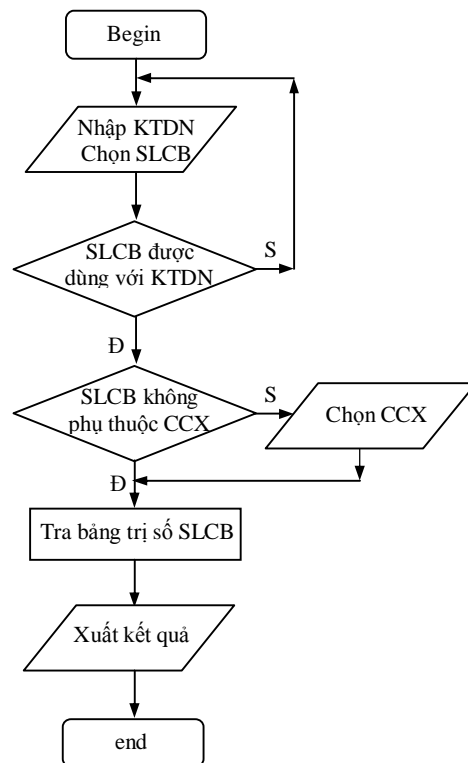 Begin
Nhập KTDN
Chọn SLCB
SLCB được
dùng với KTDN
S
Đ
SLCB không
phụ thuộc CCX
S
Chọn CCX
Đ
Tra bảng trị số SLCB
Xuất kết quả
end